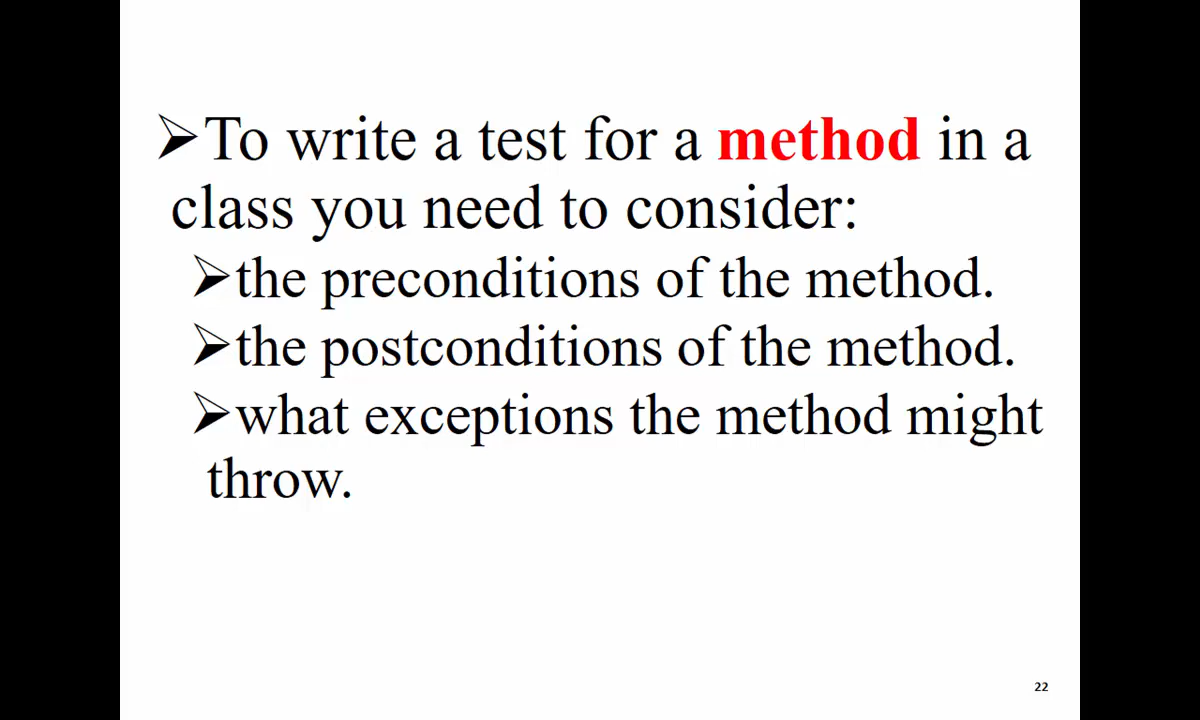 ➢To write a test for a method in a
class you need to consider:
➢the preconditions of the method.
➢the postconditions of the method.
➢what exceptions the method might
throw.
22